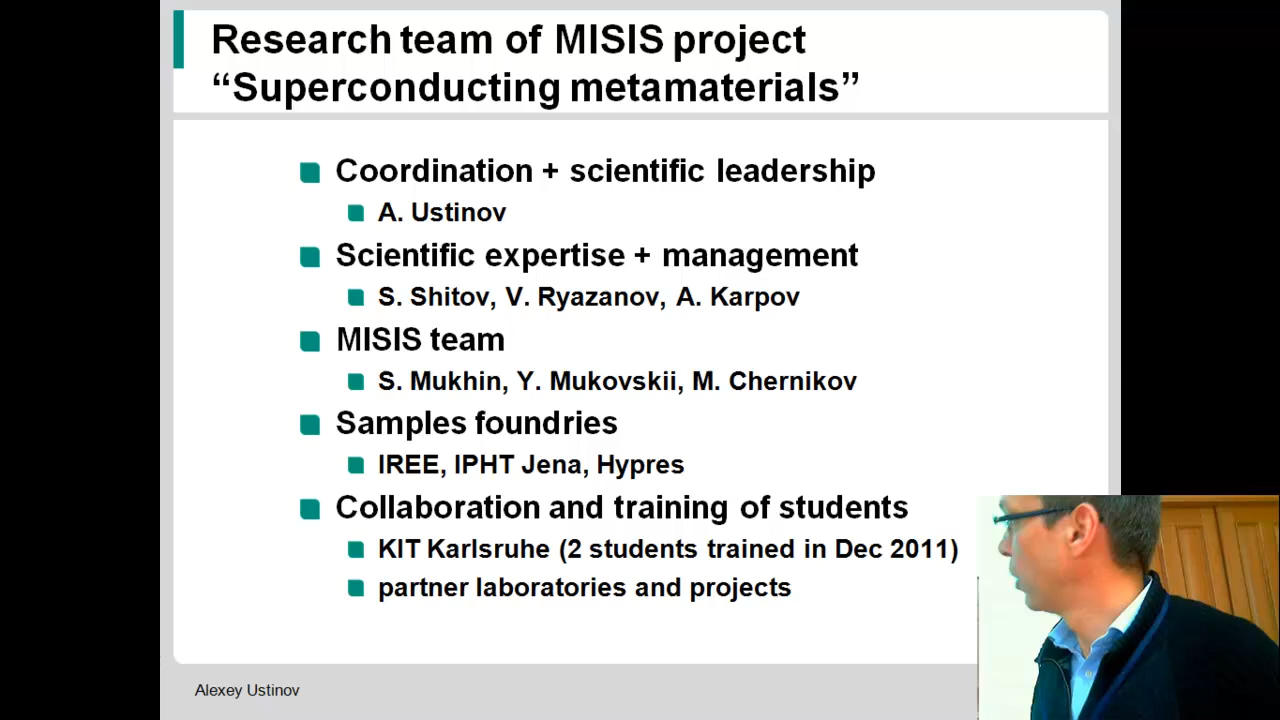 Research team of MISIS project
“Superconducting metamaterials”
Coordination + scientific leadership
A. Ustinov
Scientific expertise + management
S. Shitov, V. Ryazanov, A. Karpov
MISIS team
S. Mukhin, Y. Mukovskii, M. Chernikov
Samples foundries
IREE, IPHT Jena, Hypres
Collaboration and training of students
KIT Karlsruhe (2 students trained in Dec 2011)
partner laboratories and projects
Alexey Ustinov